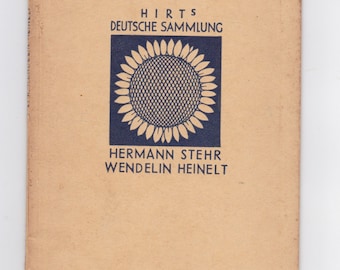 HIRTS
DEUTSCHE SAMMLUNG
HERMANN STEHR
WENDELIN HEINELT